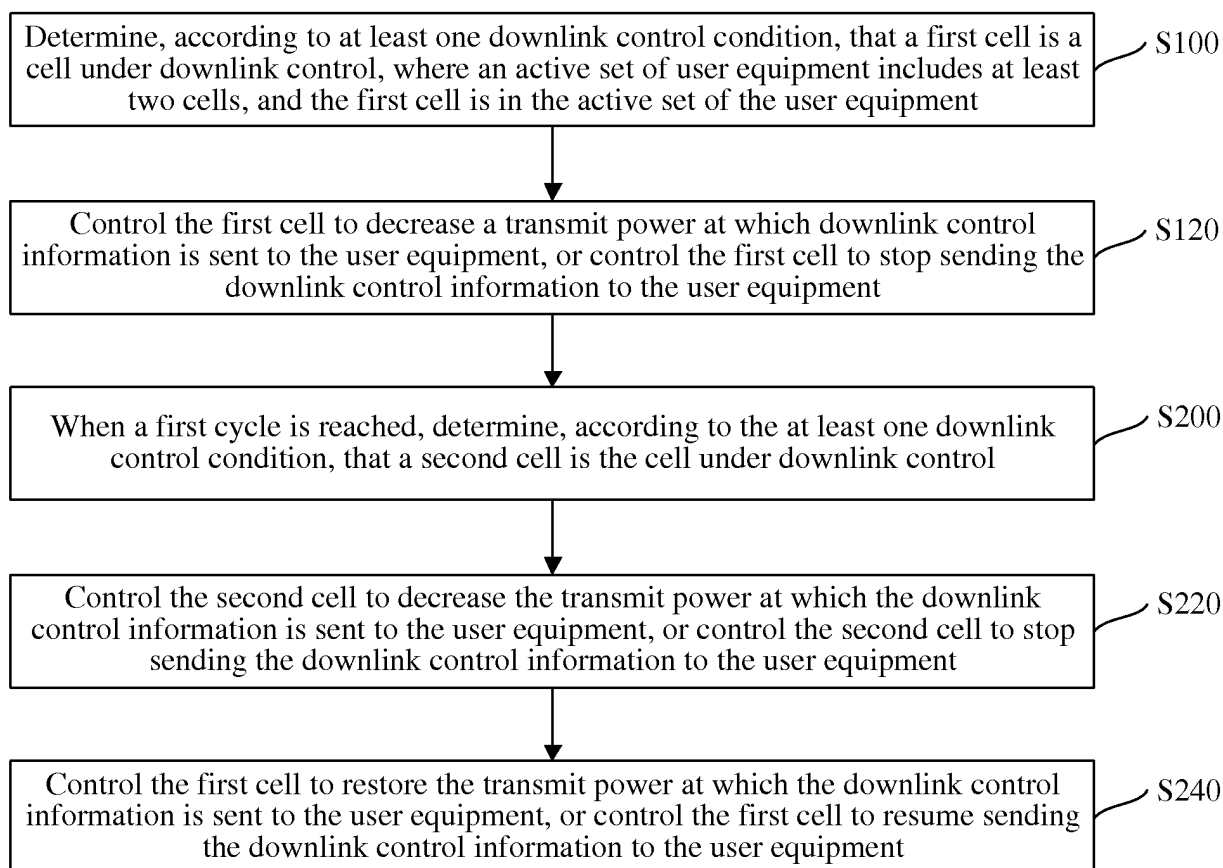 Determine, according to at least one downlink control condition, that a first cell is a
cell under downlink control, where an active set of user equipment includes at least
two cells, and the first cell is in the active set of the user equipment
S100
Control the first cell to decrease a transmit power at which downlink control
information is sent to the user equipment, or control the first cell to stop sending the
downlink control information to the user equipment
S120
When a first cycle is reached, determine, according to the at least one downlink
control condition, that a second cell is the cell under downlink control
S200
Control the second cell to decrease the transmit power at which the downlink
control information is sent to the user equipment, or control the second cell to stop
sending the downlink control information to the user equipment
S220
Control the first cell to restore the transmit power at which the downlink control
information is sent to the user equipment, or control the first cell to resume sending
the downlink control information to the user equipment
S240